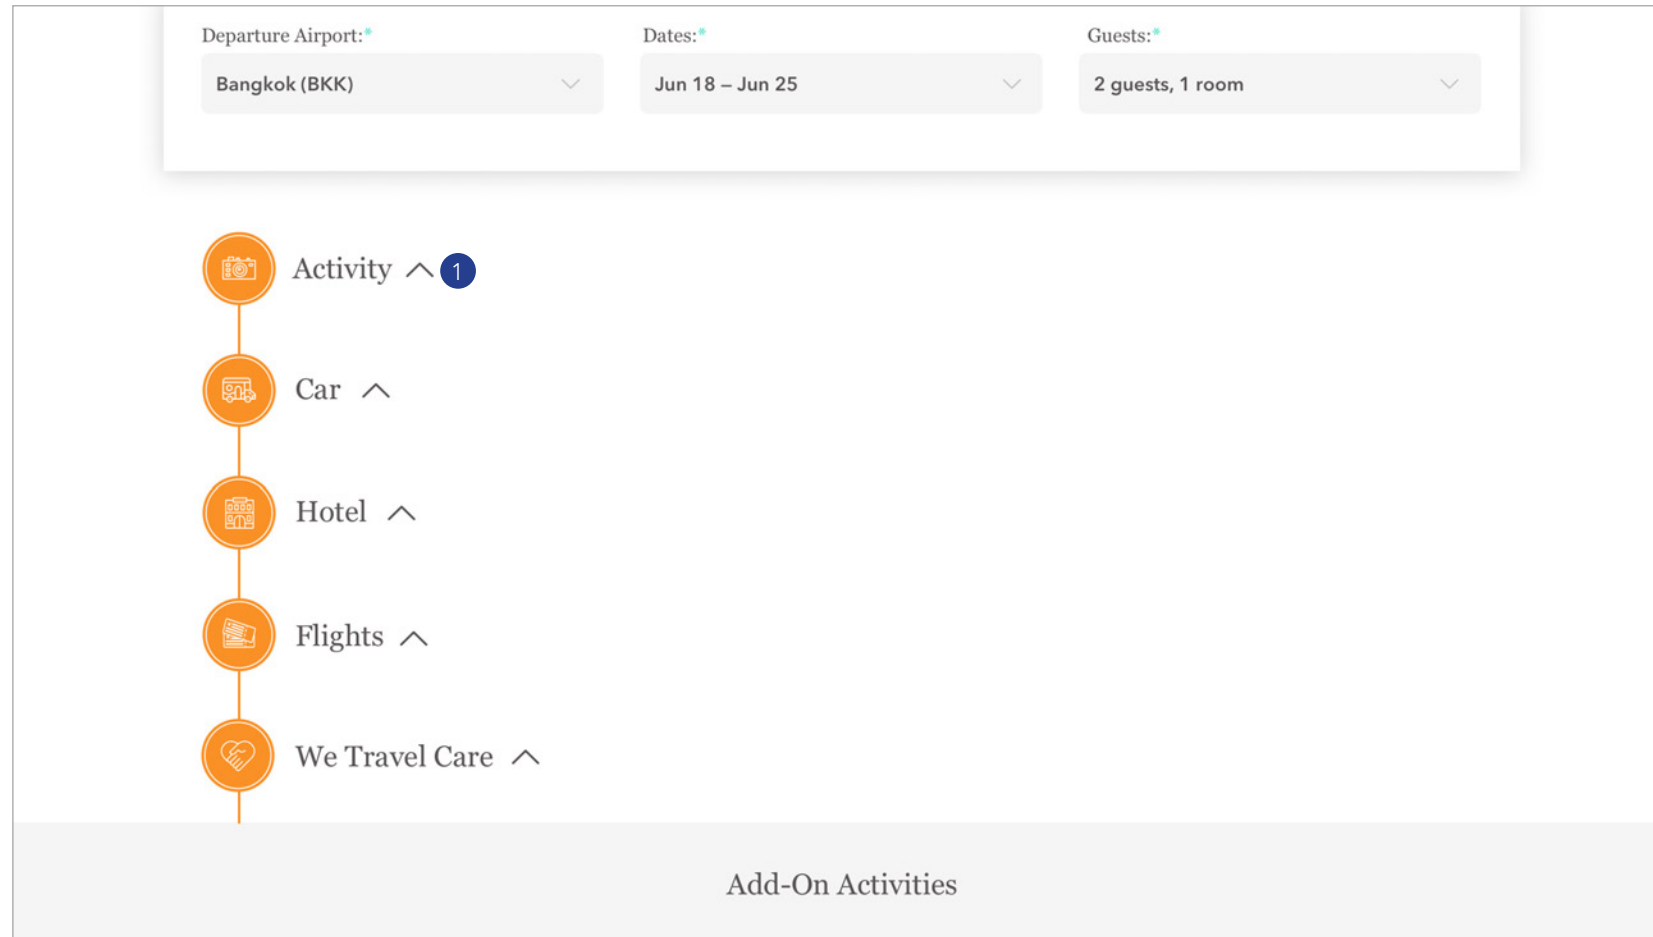 Departure Airport:* Dates:* Guests:*
Bangkok (BKK) Jun 18 – Jun 25 2 guests, 1 room
Activity 1
Car
Hotel
Flights
We Travel Care
Add-On Activities